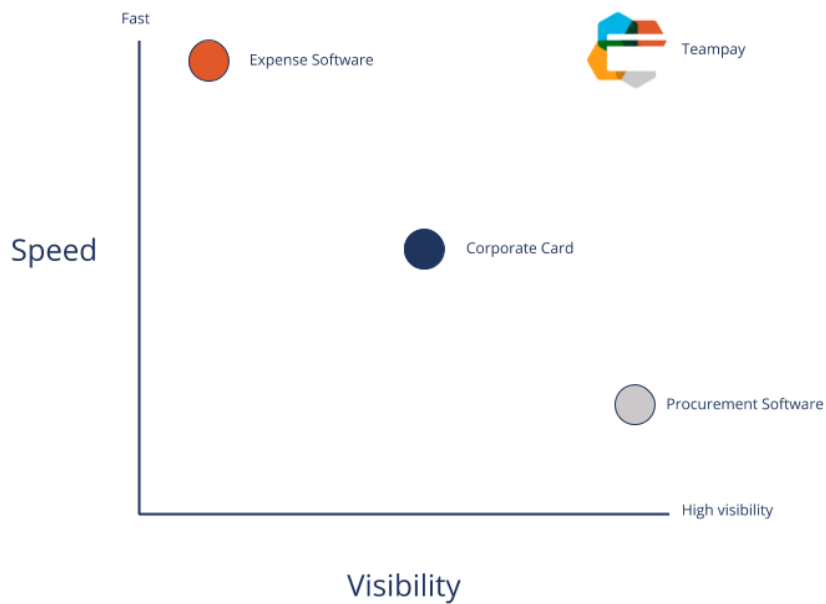 Fast
Expense Software
Teampay
Speed
Corporate Card
Procurement Software
High visibility
Visibility